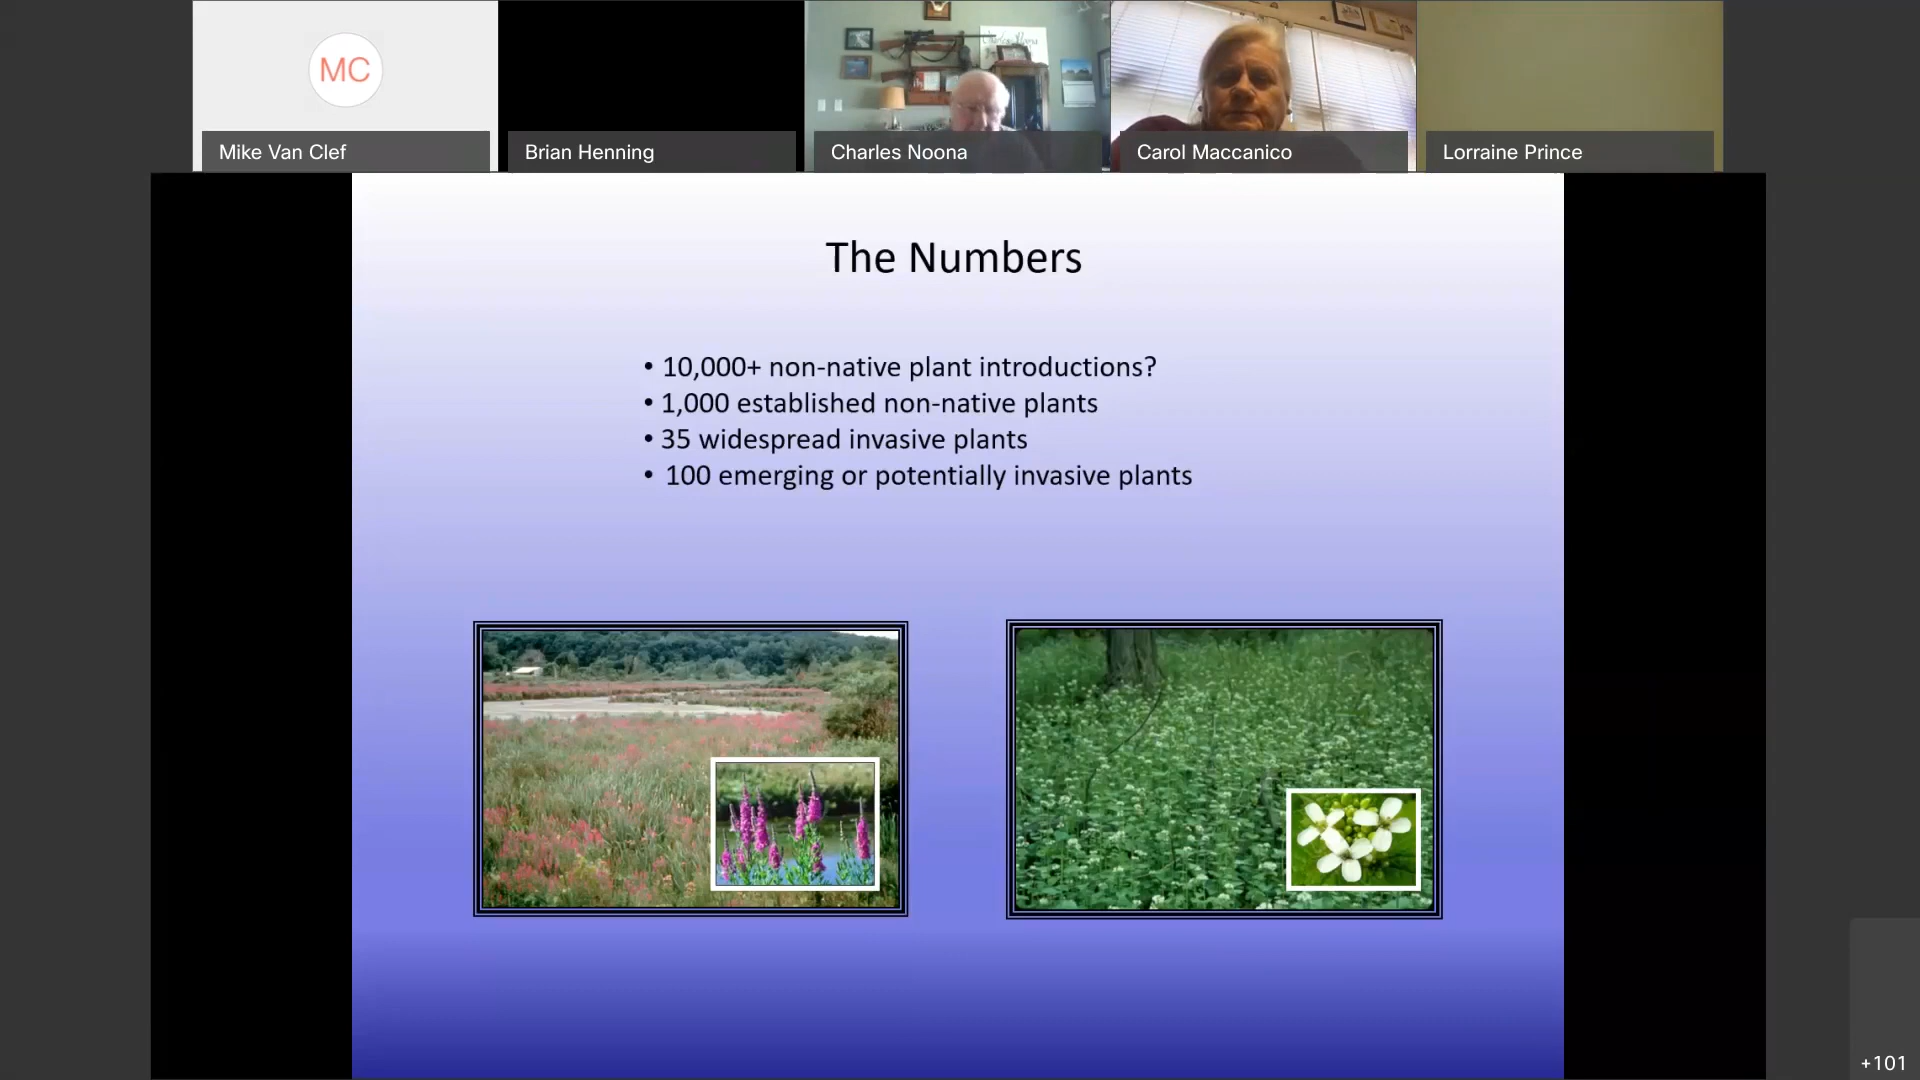 MC
Mike Van Clef
Brian Henning
Charles Noona
Carol Maccanico
Lorraine Prince
The Numbers
• 10,000+ non-native plant introductions?
• 1,000 established non-native plants
• 35 widespread invasive plants
• 100 emerging or potentially invasive plants
+101